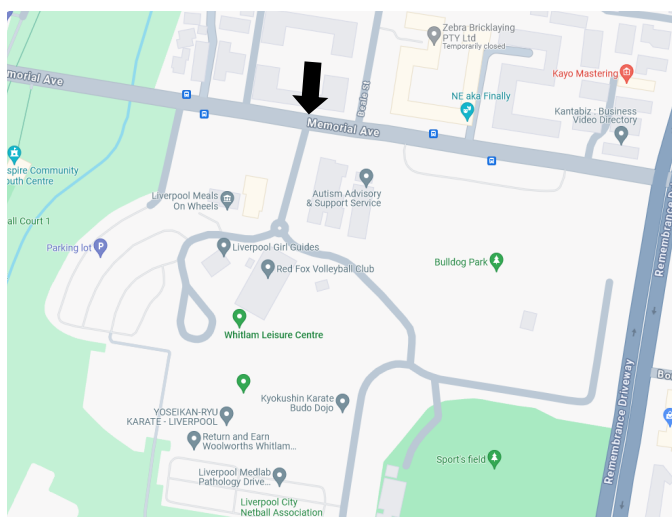 Zebra Bricklaying
PTY Ltd
Temporarily closed
Kayo Mastering
morial Ave
Beale St
NE aka Finally
Kantabiz : Business
Video Directory
Memorial Ave
spire Community
outh Centre
Liverpool Meals
On Wheels
Autism Advisory
& Support Service
all Court 1
Parking lot
P
Liverpool Girl Guides
Red Fox Volleyball Club
Bulldog Park
Remembrance D
Whitlam Leisure Centre
Bo
Kyokushin Karate
Budo Dojo
YOSEIKAN-RYU
KARATE - LIVERPOOL
Return and Earn
Woolworths Whitlam...
Remembrance Driveway
Liverpool Medlab
Pathology Drive...
Sport's field
Liverpool City
Netball Association